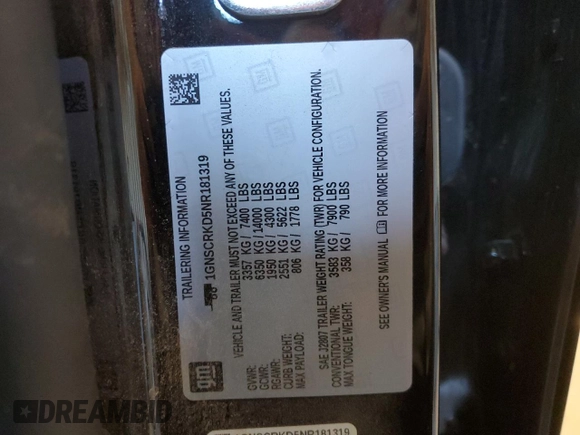 TRAILERING INFORMATION
1GNSCRKD5NR181319
VEHICLE AND TRAILER MUST NOT EXCEED ANY OF THESE VALUES.
GVWR: 3357 KG / 7400 LBS
GCWR: 6350 KG / 14000 LBS
RGAWR: 1950 KG / 4300 LBS
CURB WEIGHT: 2551 KG / 5622 LBS
MAX PAYLOAD: 806 KG / 1778 LBS
SAE J2807 TRAILER WEIGHT RATING (TWR) FOR VEHICLE CONFIGURATION.
CONVENTIONAL TWR: 3583 KG / 7900 LBS
MAX TONGUE WEIGHT: 358 KG / 790 LBS
SEE OWNER'S MANUAL FOR MORE INFORMATION
gm
1GNSCRKD5NR181319
DREAMBID